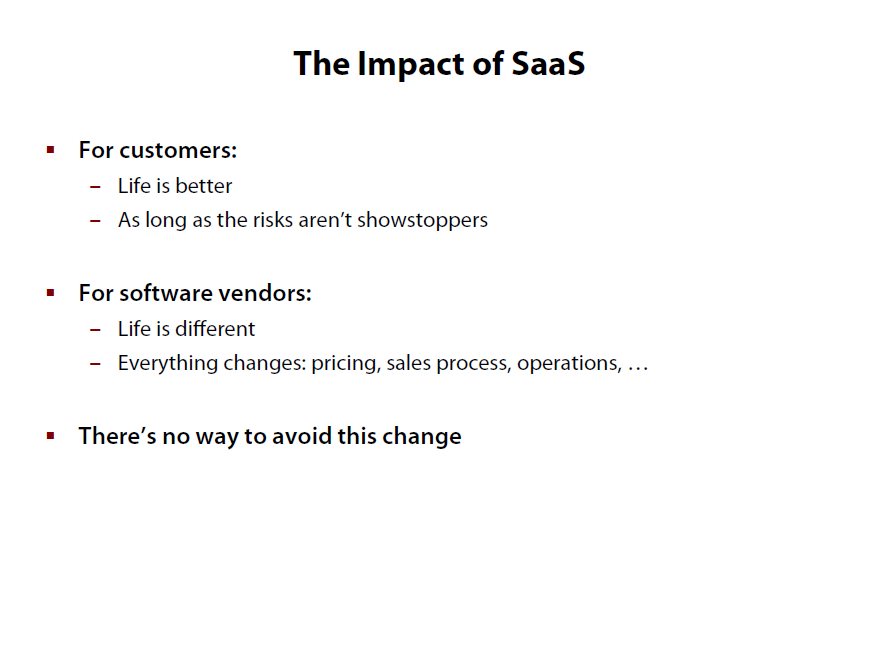 The Impact of SaaS
▪ For customers:
– Life is better
– As long as the risks aren’t showstoppers
▪ For software vendors:
– Life is different
– Everything changes: pricing, sales process, operations, …
▪ There’s no way to avoid this change